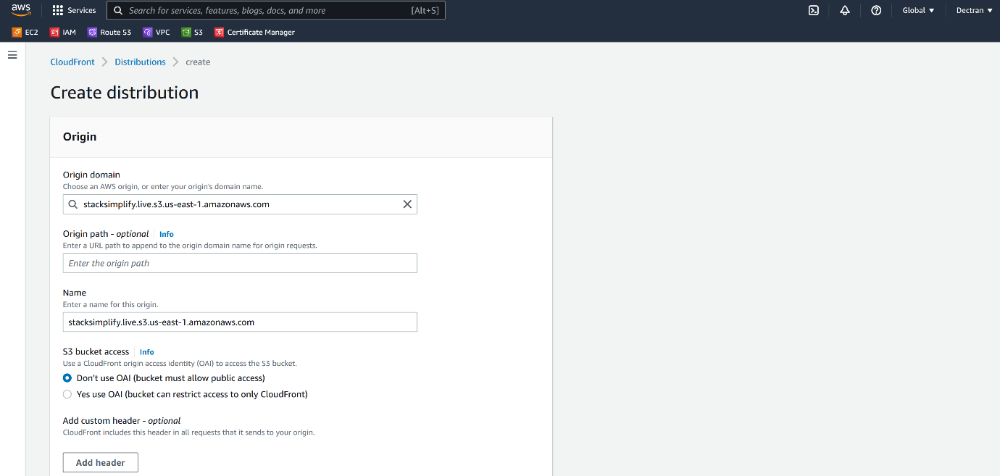 aws
Services
Search for services, features, blogs, docs, and more [Alt+S]
Global ▼
Dectran ▼
EC2 IAM Route 53 VPC S3 Certificate Manager
CloudFront > Distributions > create
Create distribution
Origin
Origin domain
Choose an AWS origin, or enter your origin's domain name.
stacksimplify.live.s3.us-east-1.amazonaws.com
Origin path - optional Info
Enter a URL path to append to the origin domain name for origin requests.
Enter the origin path
Name
Enter a name for this origin.
stacksimplify.live.s3.us-east-1.amazonaws.com
S3 bucket access Info
Use a CloudFront origin access identity (OAI) to access the S3 bucket.
Don't use OAI (bucket must allow public access)
Yes use OAI (bucket can restrict access to only CloudFront)
Add custom header - optional
CloudFront includes this header in all requests that it sends to your origin.
Add header